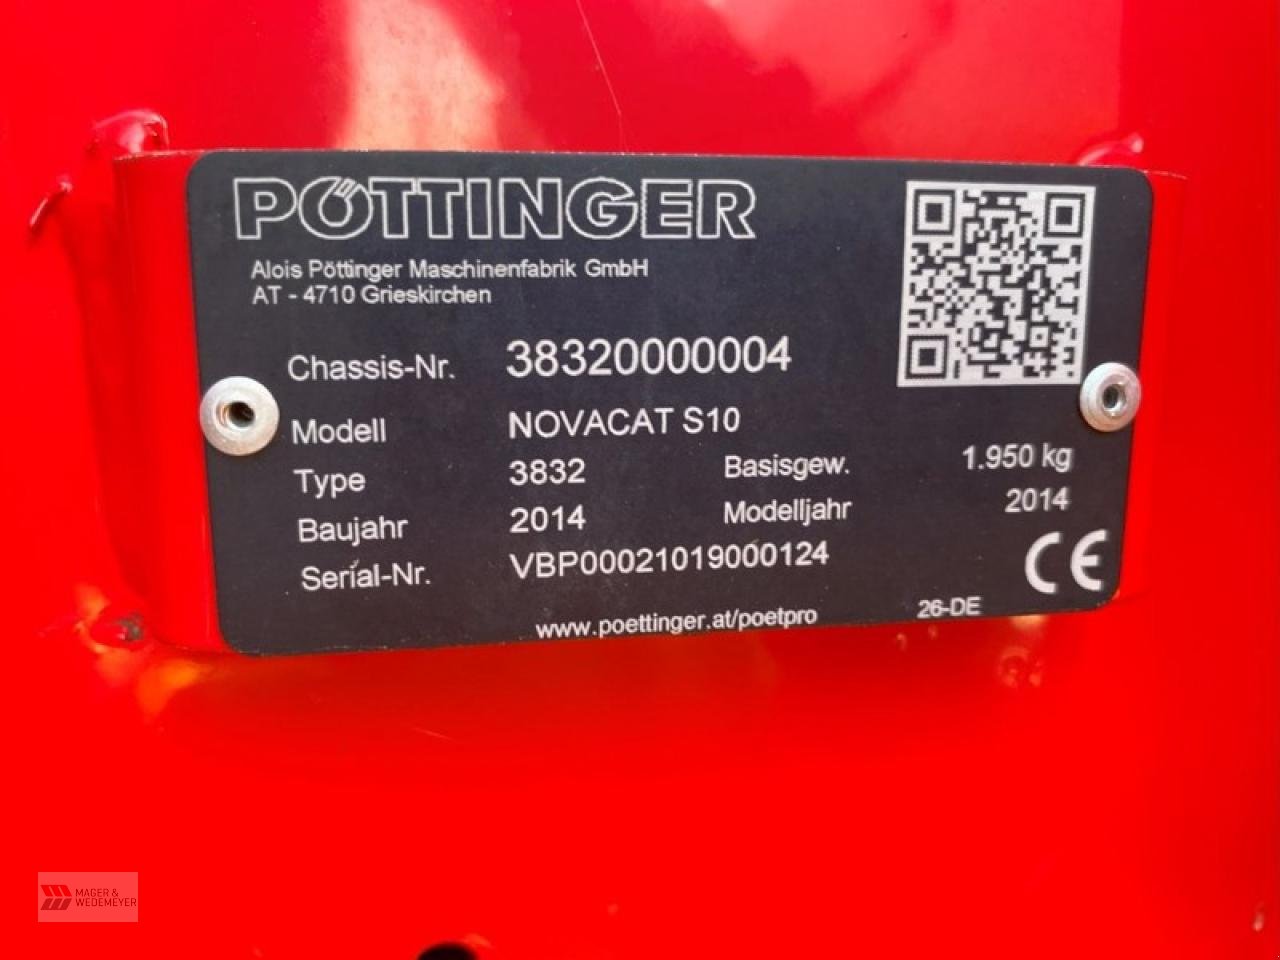 PÖTTINGER
Alois Pöttinger Maschinenfabrik GmbH
AT - 4710 Grieskirchen
Chassis-Nr. 38320000004
Modell NOVACAT S10
Type 3832 Basisgew. 1.950 kg
Baujahr 2014 Modelljahr 2014
Serial-Nr. VBP00021019000124
CE
www.poettinger.at/poetpro 26-DE
MAGER &
WEDEMEYER